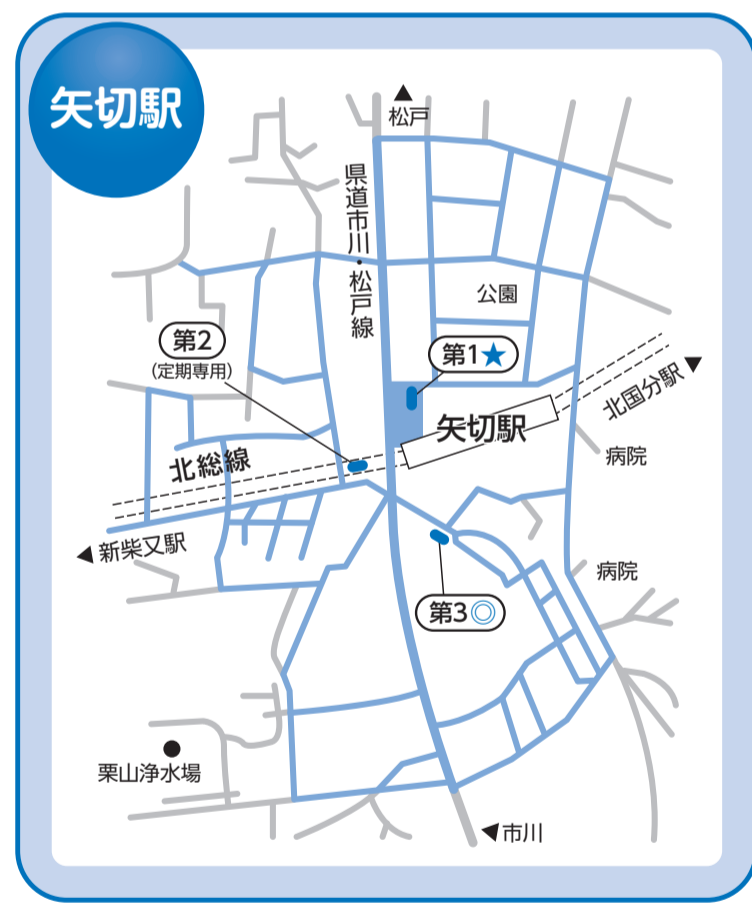 矢切駅
松戸
県道市川・松戸線
公園
第2
(定期専用)
第1★
北国分駅
矢切駅
病院
北総線
新柴又駅
病院
第3◎
栗山浄水場
市川